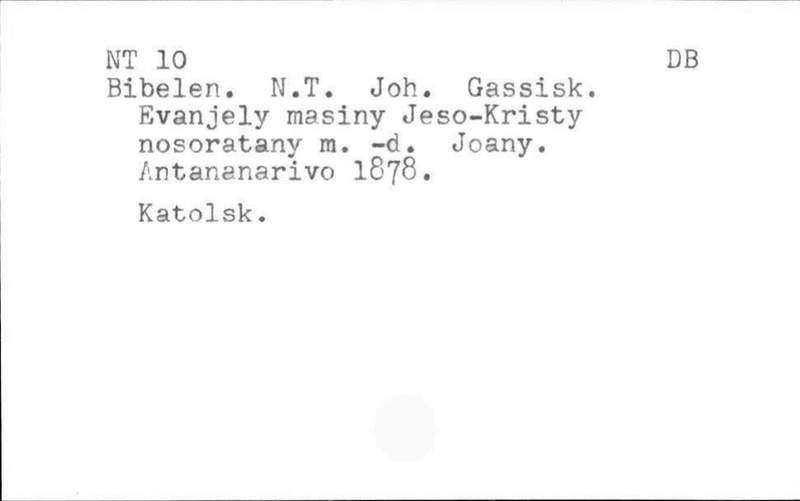 NT 10 DB
Bibelen. N.T. Joh. Gassisk.
Evanjely masiny Jeso-Kristy
nosoratany m. -d. Joany.
Antananarivo 1878.
Katolsk.